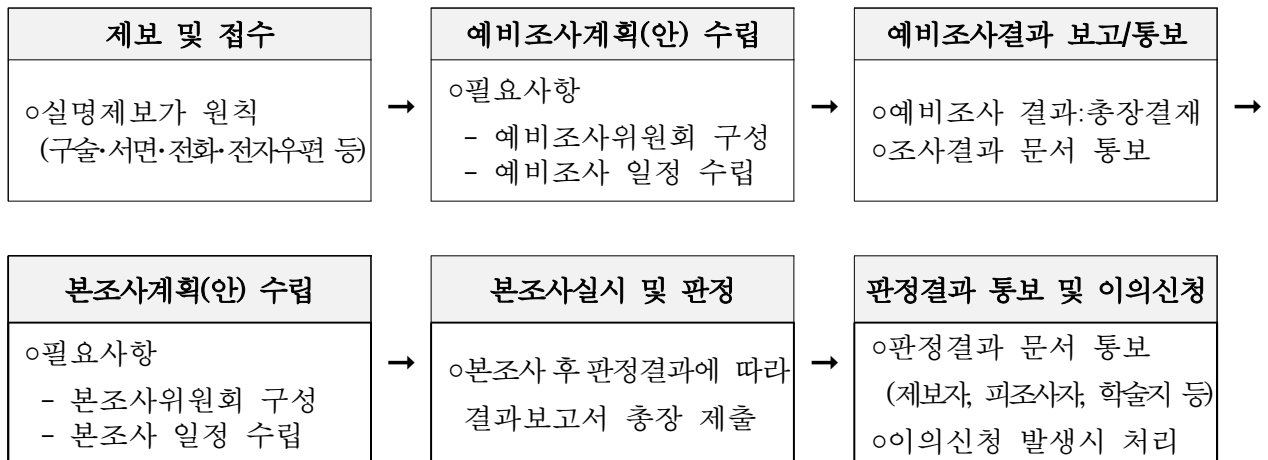 제보 및 접수
○실명제보가 원칙
(구술·서면·전화·전자우편 등)
➞
예비조사계획(안) 수립
○필요사항
- 예비조사위원회 구성
- 예비조사 일정 수립
➞
예비조사결과 보고/통보
○예비조사 결과:총장결재
○조사결과 문서 통보
➞
본조사계획(안) 수립
○필요사항
- 본조사위원회 구성
- 본조사 일정 수립
➞
본조사실시 및 판정
○본조사 후 판정결과에 따라
결과보고서 총장 제출
➞
판정결과 통보 및 이의신청
○판정결과 문서 통보
(제보자, 피조사자, 학술지 등)
○이의신청 발생시 처리